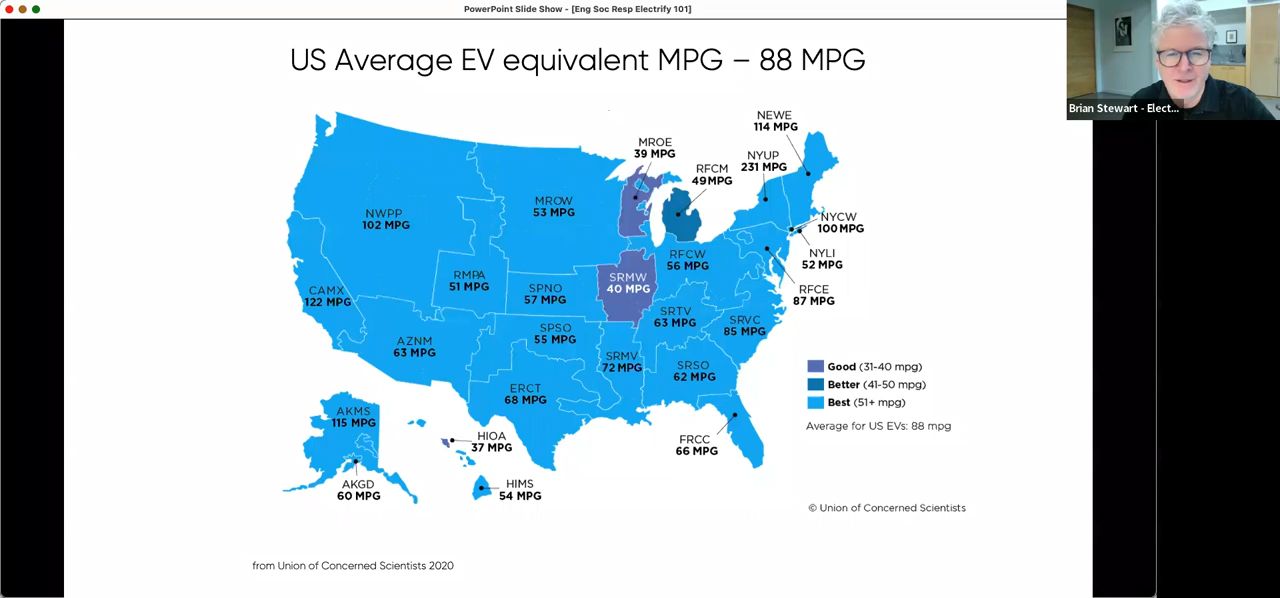 PowerPoint Slide Show - [Eng Soc Resp Electrify 101]
Brian Stewart - Elect...
US Average EV equivalent MPG – 88 MPG
NEWE
114 MPG
MROE
39 MPG
NYUP
231 MPG
RFCM
49 MPG
MROW
53 MPG
NWPP
102 MPG
NYCW
100 MPG
RFCW
56 MPG
NYLI
52 MPG
RMPA
51 MPG
SRMW
40 MPG
CAMX
122 MPG
SPNO
57 MPG
RFCE
87 MPG
SRTV
63 MPG
SRVC
85 MPG
SPSO
55 MPG
AZNM
63 MPG
SRMV
72 MPG
SRSO
62 MPG
ERCT
68 MPG
Good (31-40 mpg)
Better (41-50 mpg)
Best (51+ mpg)
Average for US EVs: 88 mpg
AKMS
115 MPG
HIOA
37 MPG
FRCC
66 MPG
AKGD
60 MPG
HIMS
54 MPG
© Union of Concerned Scientists
from Union of Concerned Scientists 2020